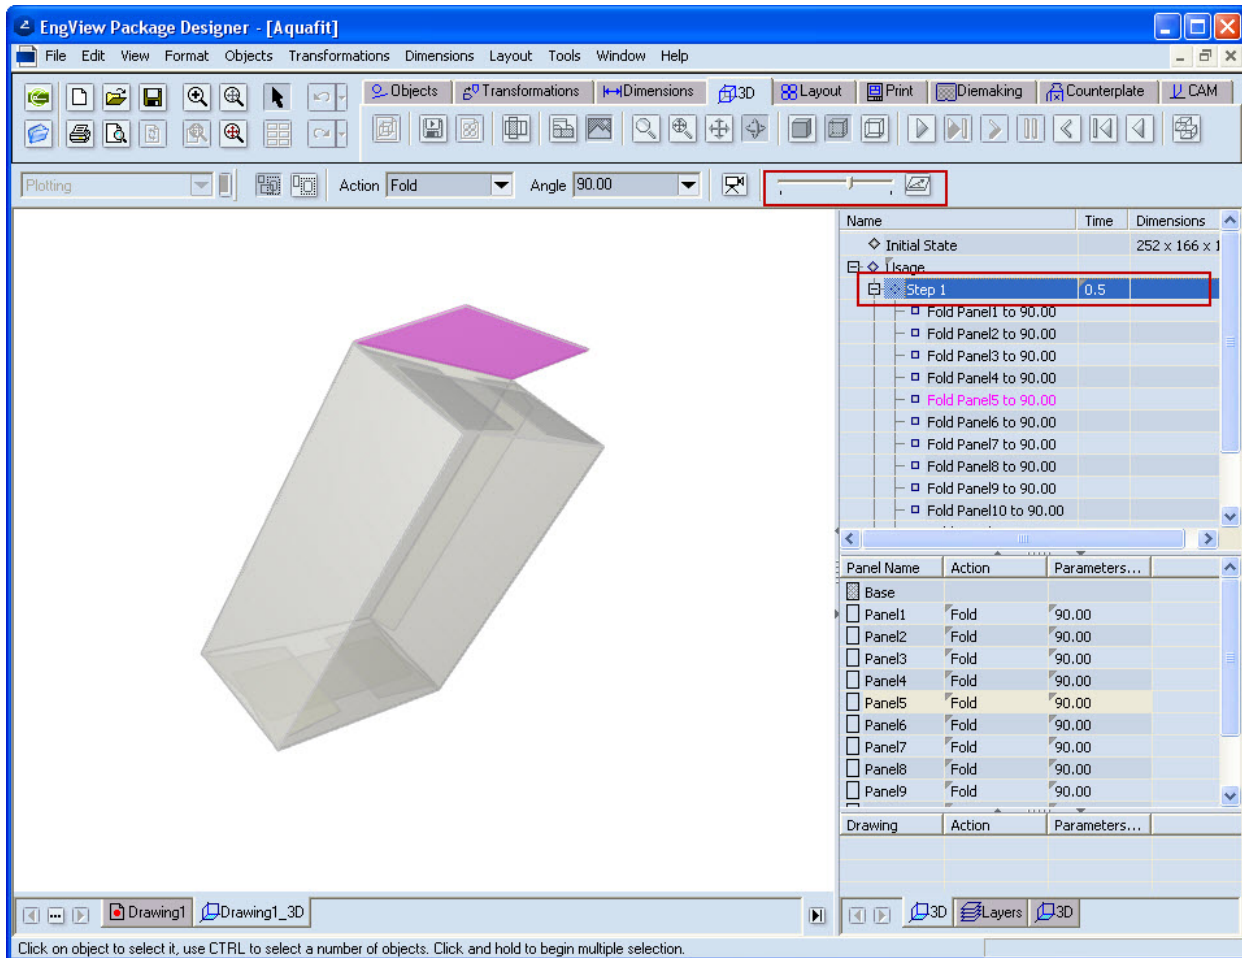 EngView Package Designer - [Aquafit]
File Edit View Format Objects Transformations Dimensions Layout Tools Window Help
Objects Transformations Dimensions 3D Layout Print Diemaking Counterplate CAM
Plotting Action Fold Angle 90.00
Name Time Dimensions
Initial State 252 x 166 x 1
Usage
Step 1 0.5
Fold Panel1 to 90.00
Fold Panel2 to 90.00
Fold Panel3 to 90.00
Fold Panel4 to 90.00
Fold Panel5 to 90.00
Fold Panel6 to 90.00
Fold Panel7 to 90.00
Fold Panel8 to 90.00
Fold Panel9 to 90.00
Fold Panel10 to 90.00
Panel Name Action Parameters...
Base
Panel1 Fold 90.00
Panel2 Fold 90.00
Panel3 Fold 90.00
Panel4 Fold 90.00
Panel5 Fold 90.00
Panel6 Fold 90.00
Panel7 Fold 90.00
Panel8 Fold 90.00
Panel9 Fold 90.00
Drawing Action Parameters...
Drawing1 Drawing1_3D 3D Layers 3D
Click on object to select it, use CTRL to select a number of objects. Click and hold to begin multiple selection.